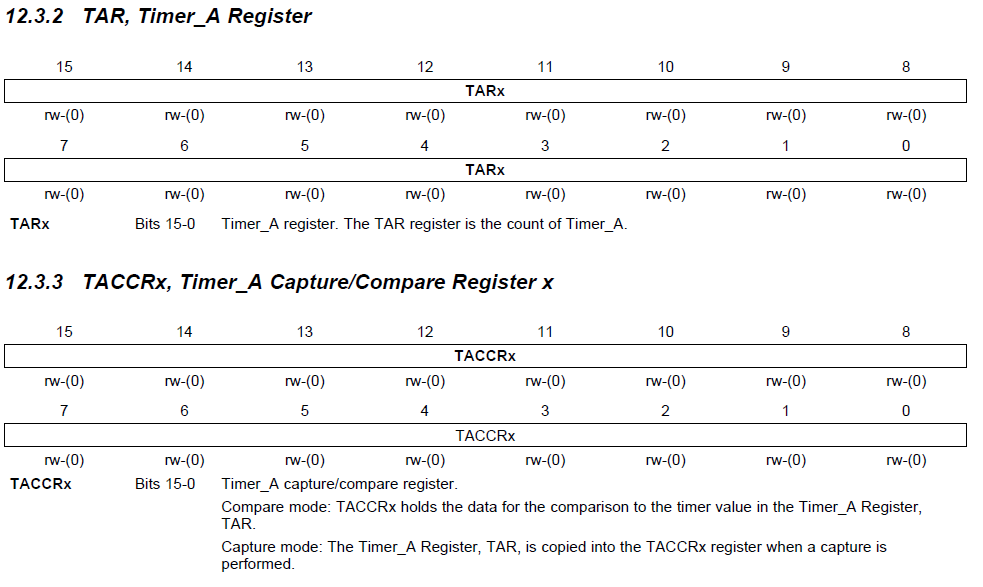 12.3.2 TAR, Timer_A Register
15 14 13 12 11 10 9 8
TARx
rw-(0) rw-(0) rw-(0) rw-(0) rw-(0) rw-(0) rw-(0) rw-(0)
7 6 5 4 3 2 1 0
TARx
rw-(0) rw-(0) rw-(0) rw-(0) rw-(0) rw-(0) rw-(0) rw-(0)
TARx Bits 15-0 Timer_A register. The TAR register is the count of Timer_A.
12.3.3 TACCRx, Timer_A Capture/Compare Register x
15 14 13 12 11 10 9 8
TACCRx
rw-(0) rw-(0) rw-(0) rw-(0) rw-(0) rw-(0) rw-(0) rw-(0)
7 6 5 4 3 2 1 0
TACCRx
rw-(0) rw-(0) rw-(0) rw-(0) rw-(0) rw-(0) rw-(0) rw-(0)
TACCRx Bits 15-0 Timer_A capture/compare register.
Compare mode: TACCRx holds the data for the comparison to the timer value in the Timer_A Register,
TAR.
Capture mode: The Timer_A Register, TAR, is copied into the TACCRx register when a capture is
performed.